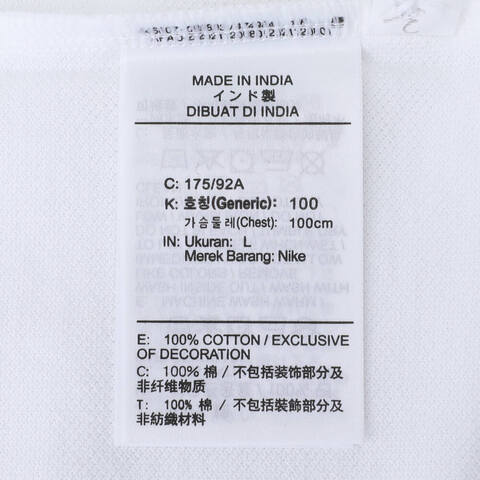 MADE IN INDIA
インド製
DIBUAT DI INDIA
C: 175/92A
K: 호칭(Generic): 100
가슴둘레(Chest): 100cm
IN: Ukuran: L
Merek Barang: Nike
E: 100% COTTON / EXCLUSIVE
OF DECORATION
C: 100% 棉 / 不包括装饰部分及
非纤维物质
T: 100% 棉 / 不包括裝飾部分及
非紡織材料